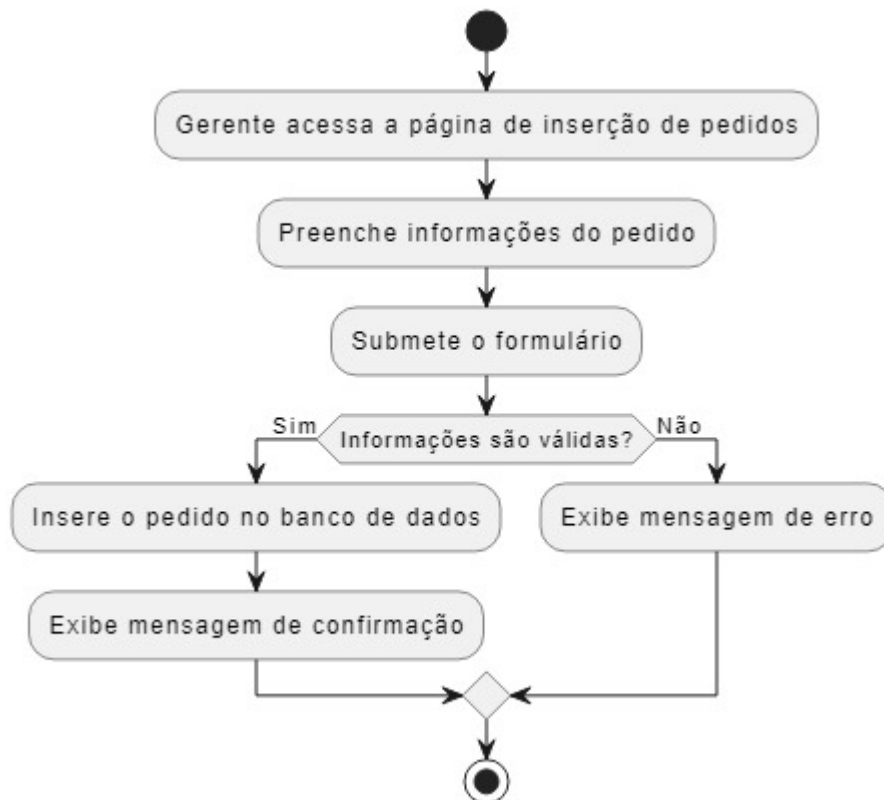 Gerente acessa a página de inserção de pedidos
Preenche informações do pedido
Submete o formulário
Sim
Informações são válidas?
Não
Insere o pedido no banco de dados
Exibe mensagem de erro
Exibe mensagem de confirmação